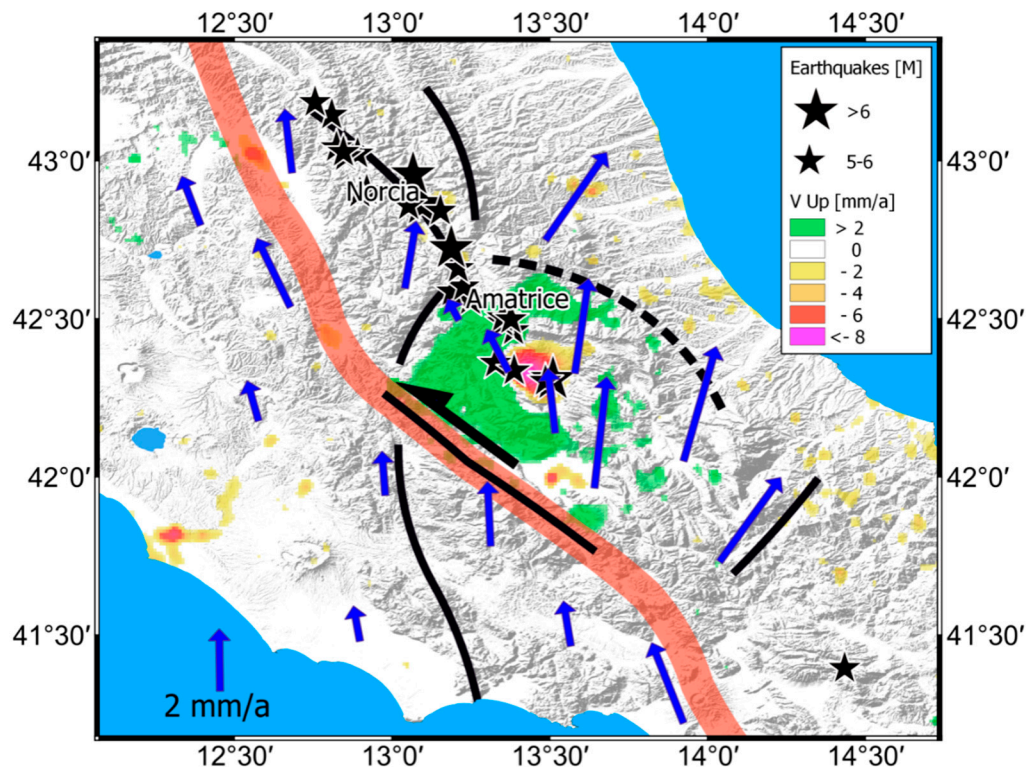 12°30′ 13°0′ 13°30′ 14°0′ 14°30′
Earthquakes [M]
>6
5-6
V Up [mm/a]
> 2
0
- 2
- 4
- 6
<- 8
43°0′ 43°0′
Norcia
Amatrice
42°30′ 42°30′
42°0′ 42°0′
41°30′ 41°30′
2 mm/a
12°30′ 13°0′ 13°30′ 14°0′ 14°30′